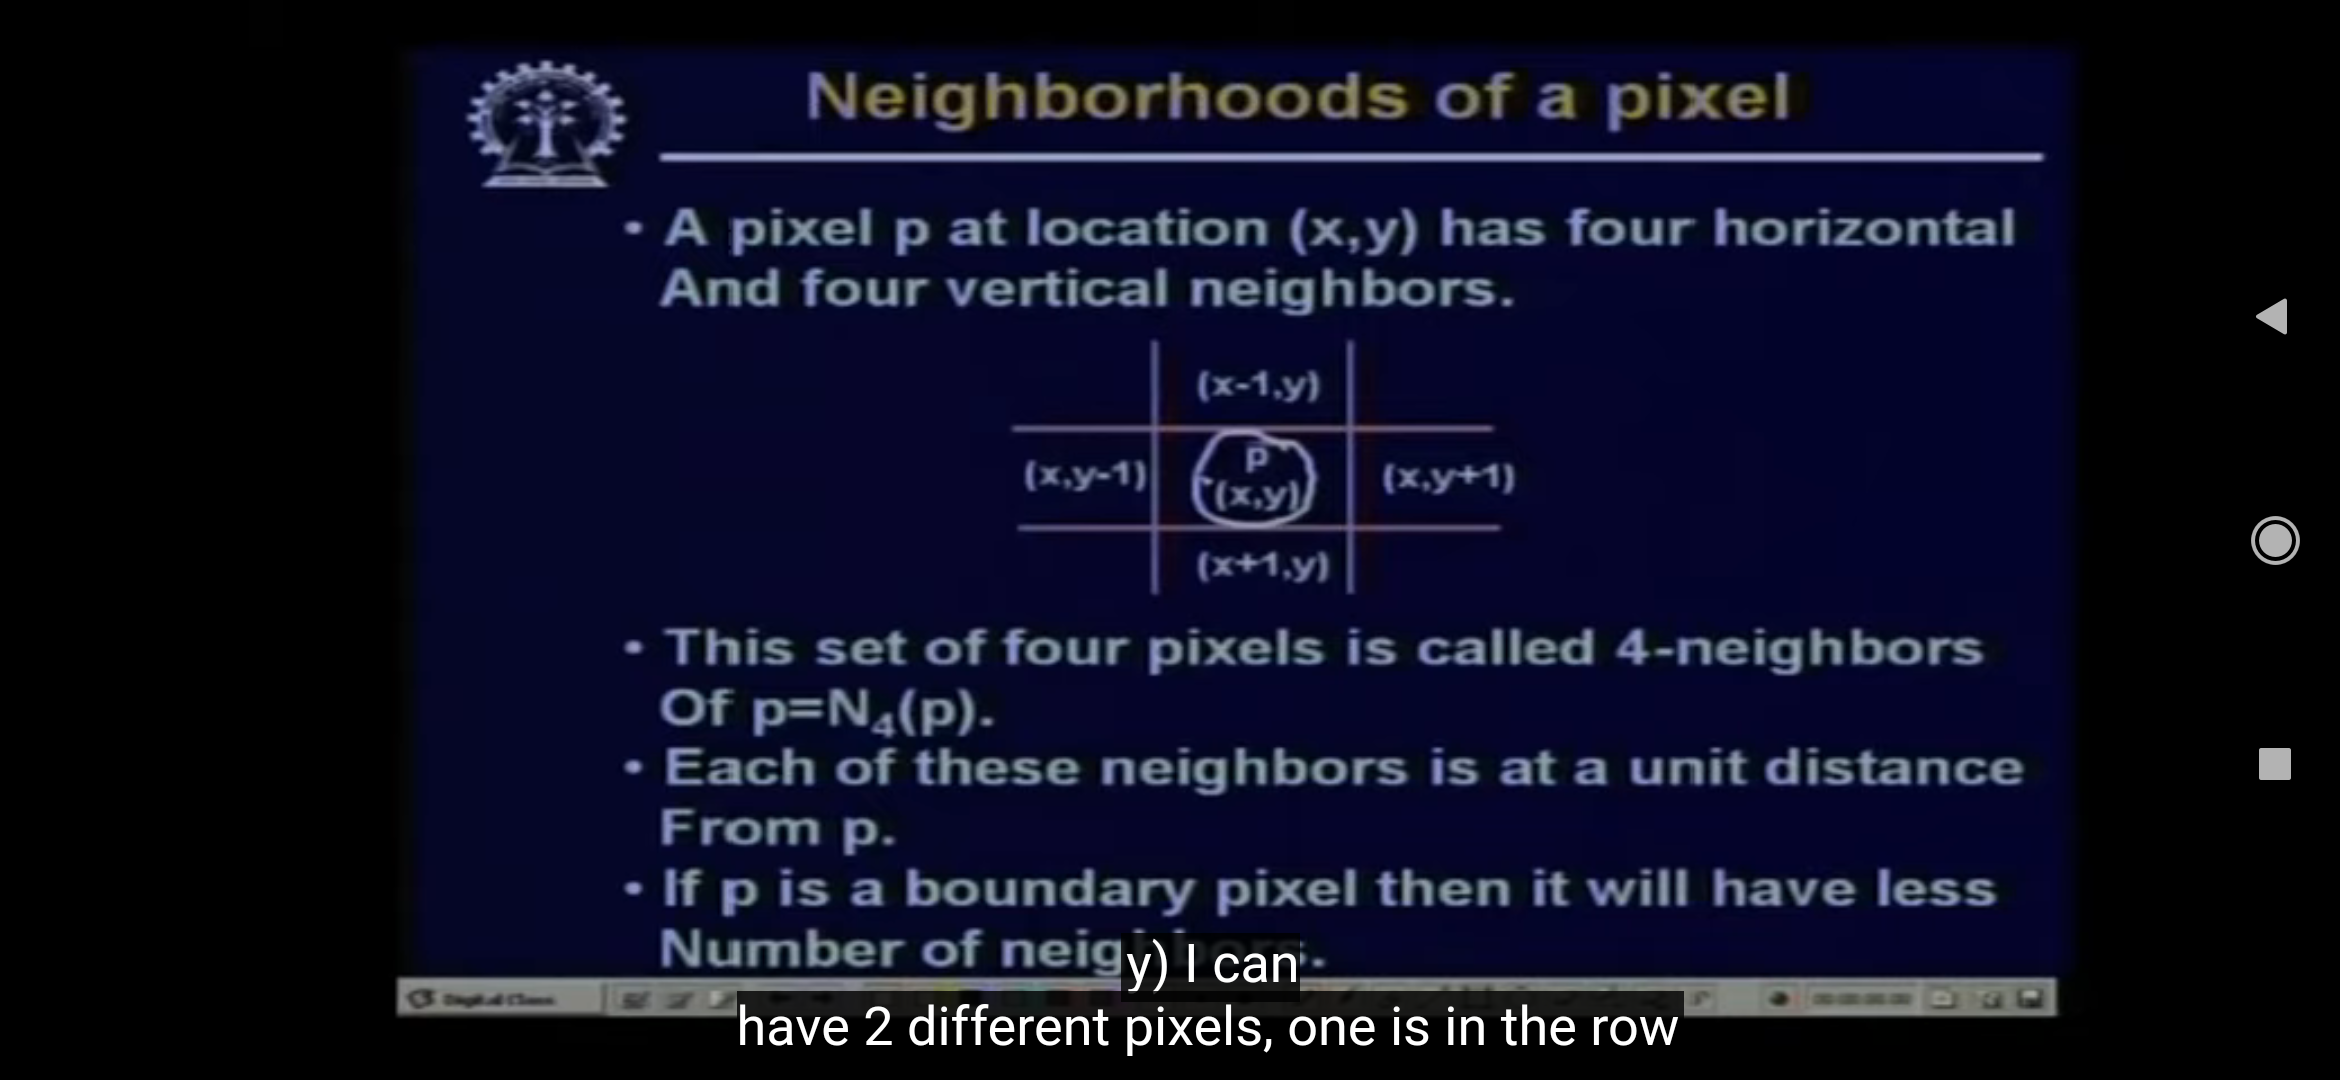 Neighborhoods of a pixel
• A pixel p at location (x,y) has four horizontal
And four vertical neighbors.
(x-1,y)
(x,y-1) p (x,y) (x,y+1)
(x+1,y)
• This set of four pixels is called 4-neighbors
Of p=N₄(p).
• Each of these neighbors is at a unit distance
From p.
• If p is a boundary pixel then it will have less
Number of neighbors.
y) I can
have 2 different pixels, one is in the row